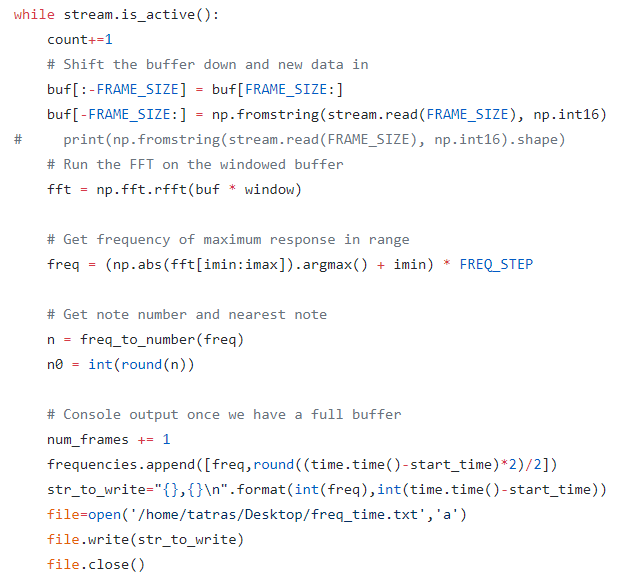 while stream.is_active():
    count+=1
    # Shift the buffer down and new data in
    buf[:-FRAME_SIZE] = buf[FRAME_SIZE:]
    buf[-FRAME_SIZE:] = np.fromstring(stream.read(FRAME_SIZE), np.int16)
#     print(np.fromstring(stream.read(FRAME_SIZE), np.int16).shape)
    # Run the FFT on the windowed buffer
    fft = np.fft.rfft(buf * window)

    # Get frequency of maximum response in range
    freq = (np.abs(fft[imin:imax]).argmax() + imin) * FREQ_STEP

    # Get note number and nearest note
    n = freq_to_number(freq)
    n0 = int(round(n))

    # Console output once we have a full buffer
    num_frames += 1
    frequencies.append([freq,round((time.time()-start_time)*2)/2])
    str_to_write="{},{}\n".format(int(freq),int(time.time()-start_time))
    file=open('/home/tatras/Desktop/freq_time.txt','a')
    file.write(str_to_write)
    file.close()